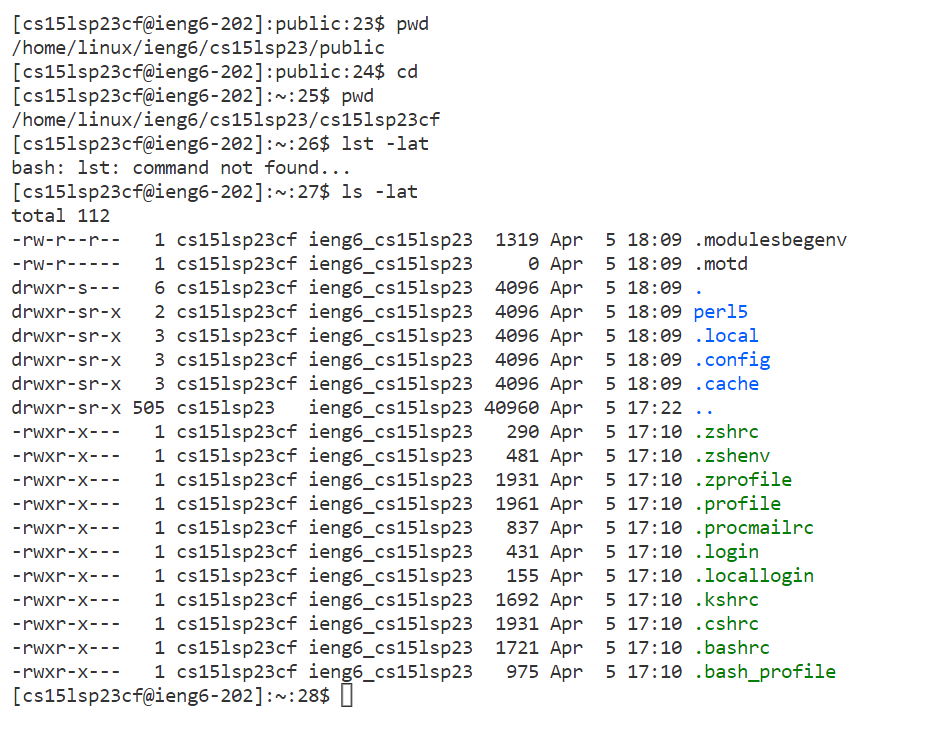 [cs15lsp23cf@ieng6-202]:public:23$ pwd
/home/linux/ieng6/cs15lsp23/public
[cs15lsp23cf@ieng6-202]:public:24$ cd
[cs15lsp23cf@ieng6-202]:~:25$ pwd
/home/linux/ieng6/cs15lsp23/cs15lsp23cf
[cs15lsp23cf@ieng6-202]:~:26$ lst -lat
bash: lst: command not found...
[cs15lsp23cf@ieng6-202]:~:27$ ls -lat
total 112
-rw-r--r--   1 cs15lsp23cf ieng6_cs15lsp23  1319 Apr  5 18:09 .modulesbegenv
-rw-r-----   1 cs15lsp23cf ieng6_cs15lsp23     0 Apr  5 18:09 .motd
drwxr-s---   6 cs15lsp23cf ieng6_cs15lsp23  4096 Apr  5 18:09 .
drwxr-sr-x   2 cs15lsp23cf ieng6_cs15lsp23  4096 Apr  5 18:09 perl5
drwxr-sr-x   3 cs15lsp23cf ieng6_cs15lsp23  4096 Apr  5 18:09 .local
drwxr-sr-x   3 cs15lsp23cf ieng6_cs15lsp23  4096 Apr  5 18:09 .config
drwxr-sr-x   3 cs15lsp23cf ieng6_cs15lsp23  4096 Apr  5 18:09 .cache
drwxr-sr-x 505 cs15lsp23   ieng6_cs15lsp23 40960 Apr  5 17:22 ..
-rwxr-x---   1 cs15lsp23cf ieng6_cs15lsp23   290 Apr  5 17:10 .zshrc
-rwxr-x---   1 cs15lsp23cf ieng6_cs15lsp23   481 Apr  5 17:10 .zshenv
-rwxr-x---   1 cs15lsp23cf ieng6_cs15lsp23  1931 Apr  5 17:10 .zprofile
-rwxr-x---   1 cs15lsp23cf ieng6_cs15lsp23  1961 Apr  5 17:10 .profile
-rwxr-x---   1 cs15lsp23cf ieng6_cs15lsp23   837 Apr  5 17:10 .procmailrc
-rwxr-x---   1 cs15lsp23cf ieng6_cs15lsp23   431 Apr  5 17:10 .login
-rwxr-x---   1 cs15lsp23cf ieng6_cs15lsp23   155 Apr  5 17:10 .locallogin
-rwxr-x---   1 cs15lsp23cf ieng6_cs15lsp23  1692 Apr  5 17:10 .kshrc
-rwxr-x---   1 cs15lsp23cf ieng6_cs15lsp23  1931 Apr  5 17:10 .cshrc
-rwxr-x---   1 cs15lsp23cf ieng6_cs15lsp23  1721 Apr  5 17:10 .bashrc
-rwxr-x---   1 cs15lsp23cf ieng6_cs15lsp23   975 Apr  5 17:10 .bash_profile
[cs15lsp23cf@ieng6-202]:~:28$